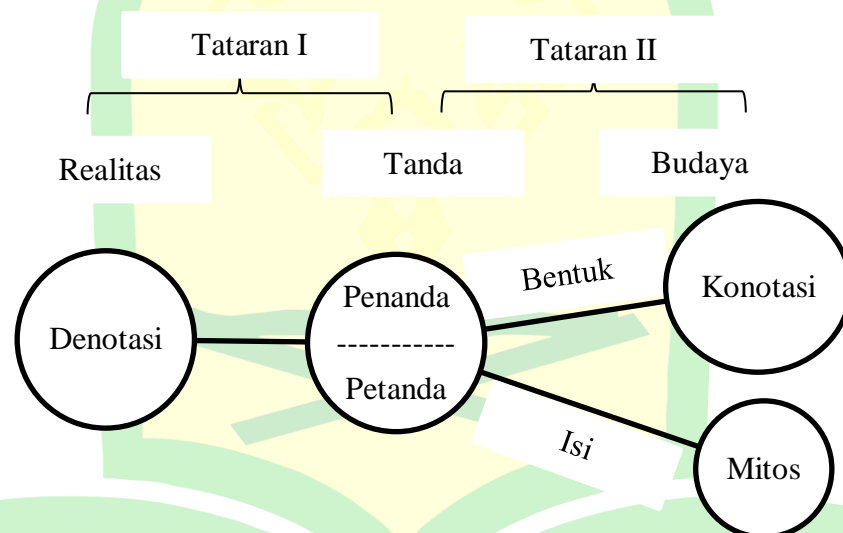 Tataran I
Tataran II
Realitas
Tanda
Budaya
Denotasi
Penanda
-----------
Petanda
Bentuk
Isi
Konotasi
Mitos